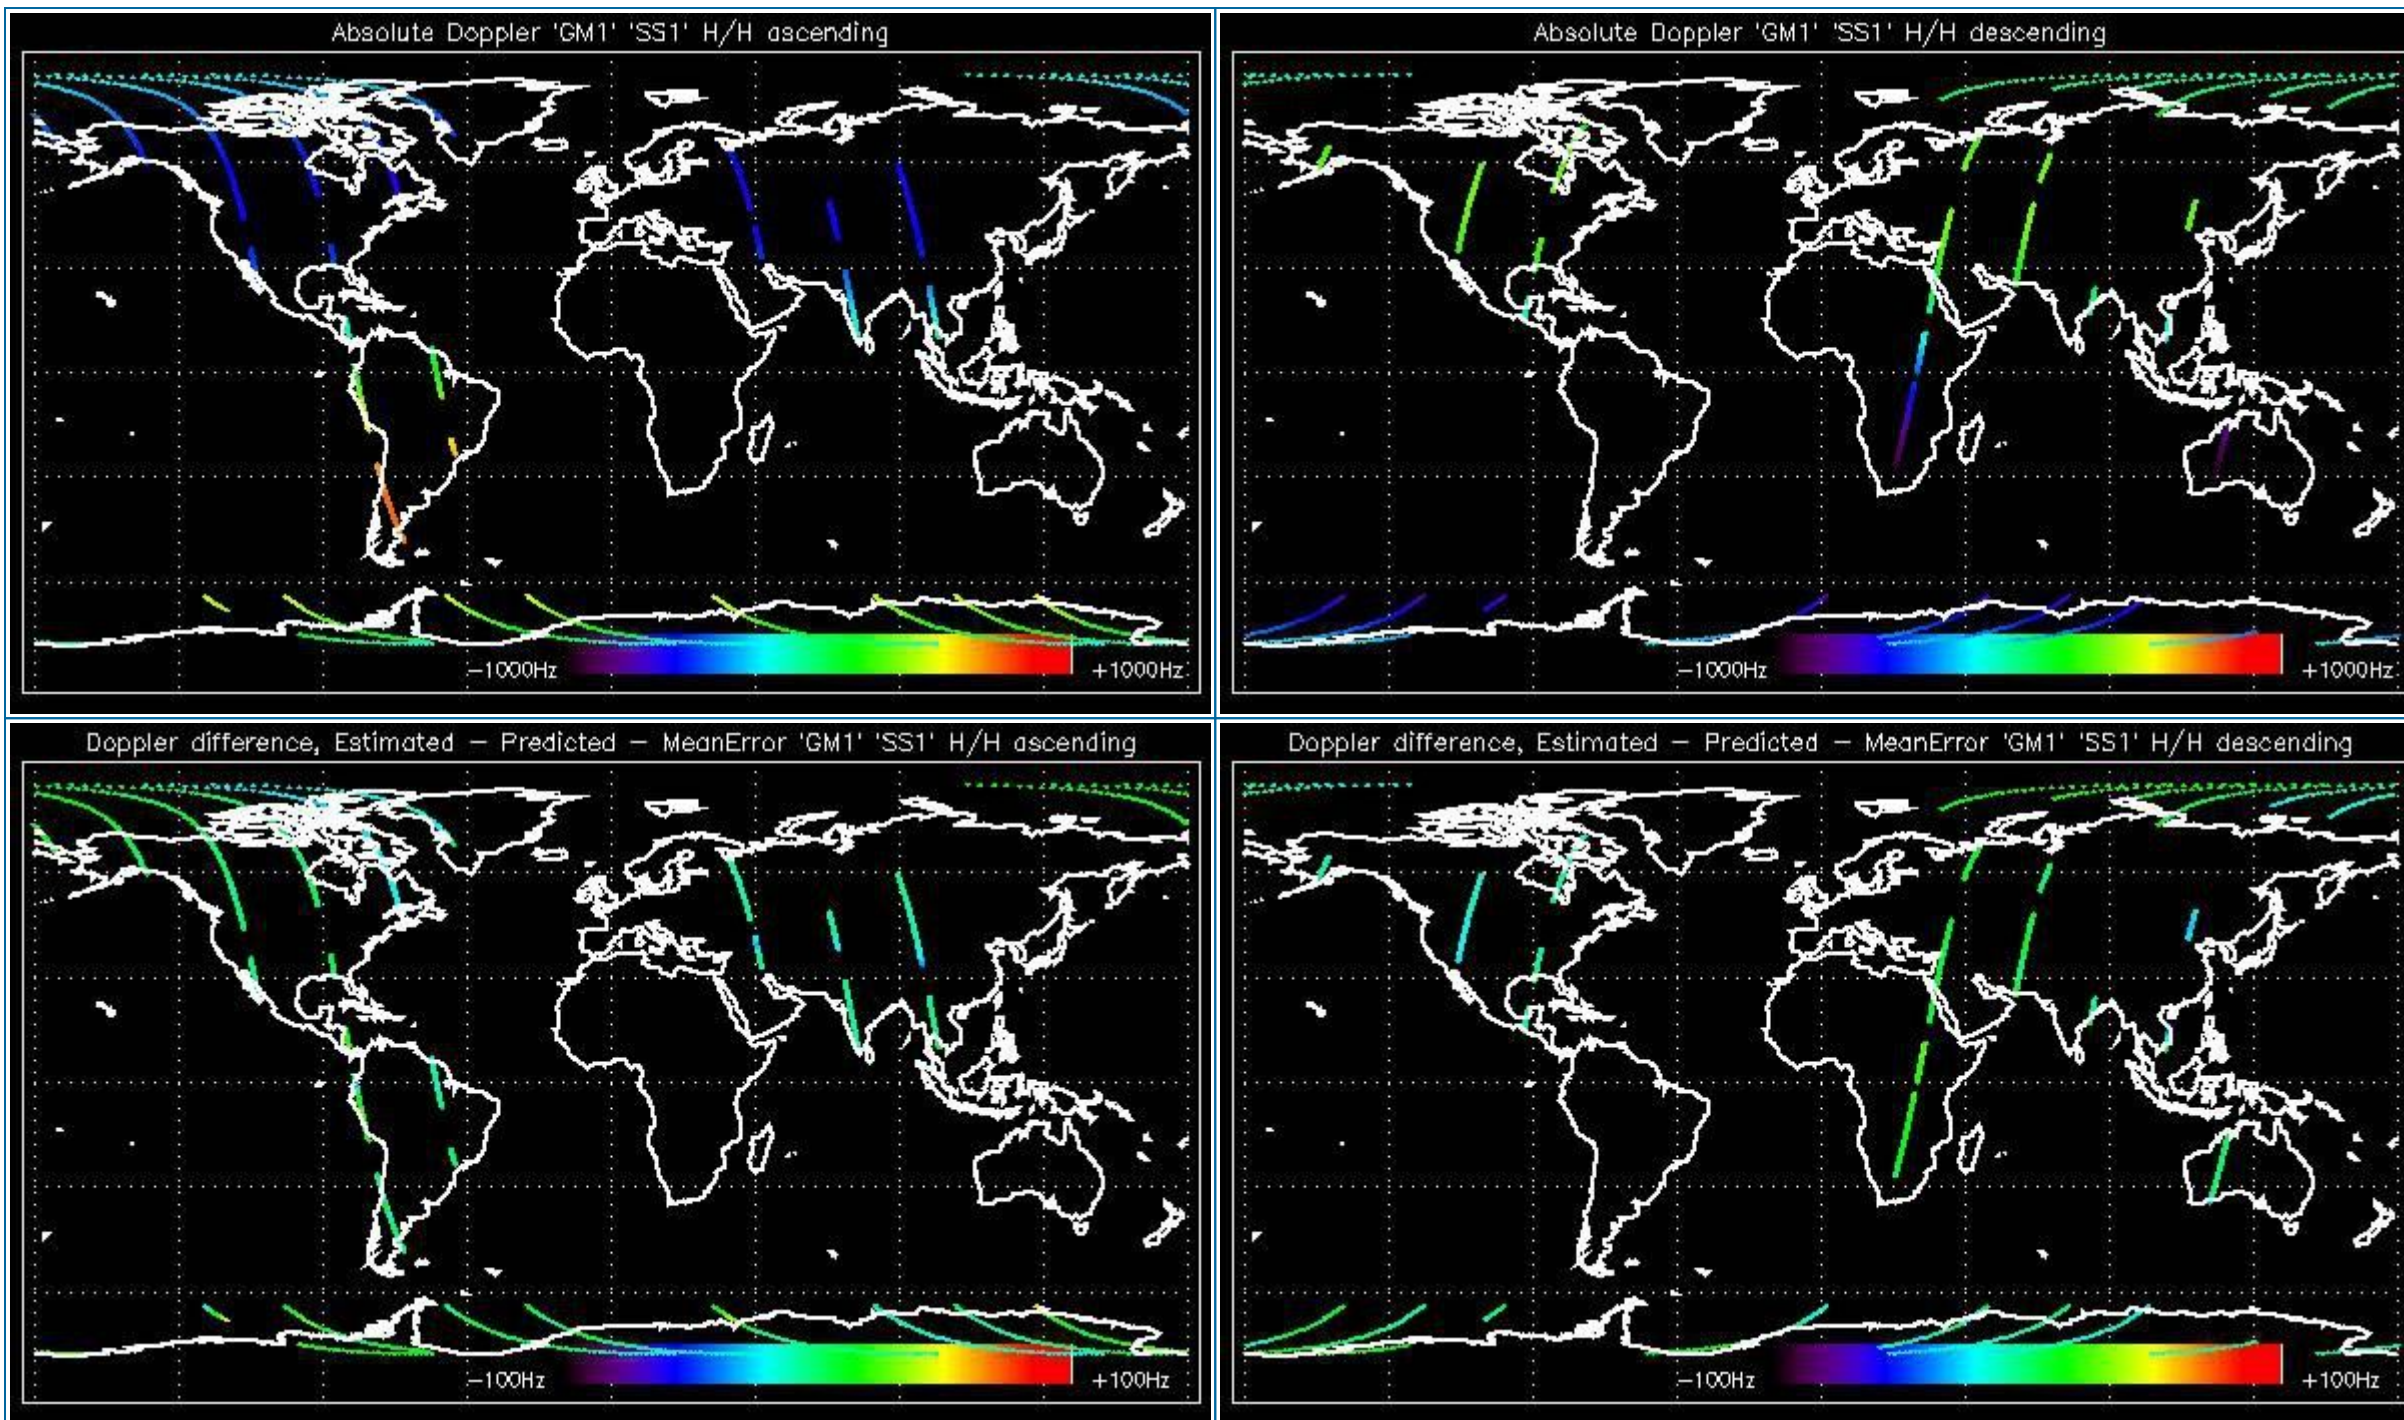 Absolute Doppler 'GM1' 'SS1' H/H ascending
−1000Hz
+1000Hz
Absolute Doppler 'GM1' 'SS1' H/H descending
−1000Hz
+1000Hz
Doppler difference, Estimated − Predicted − MeanError 'GM1' 'SS1' H/H ascending
−100Hz
+100Hz
Doppler difference, Estimated − Predicted − MeanError 'GM1' 'SS1' H/H descending
−100Hz
+100Hz